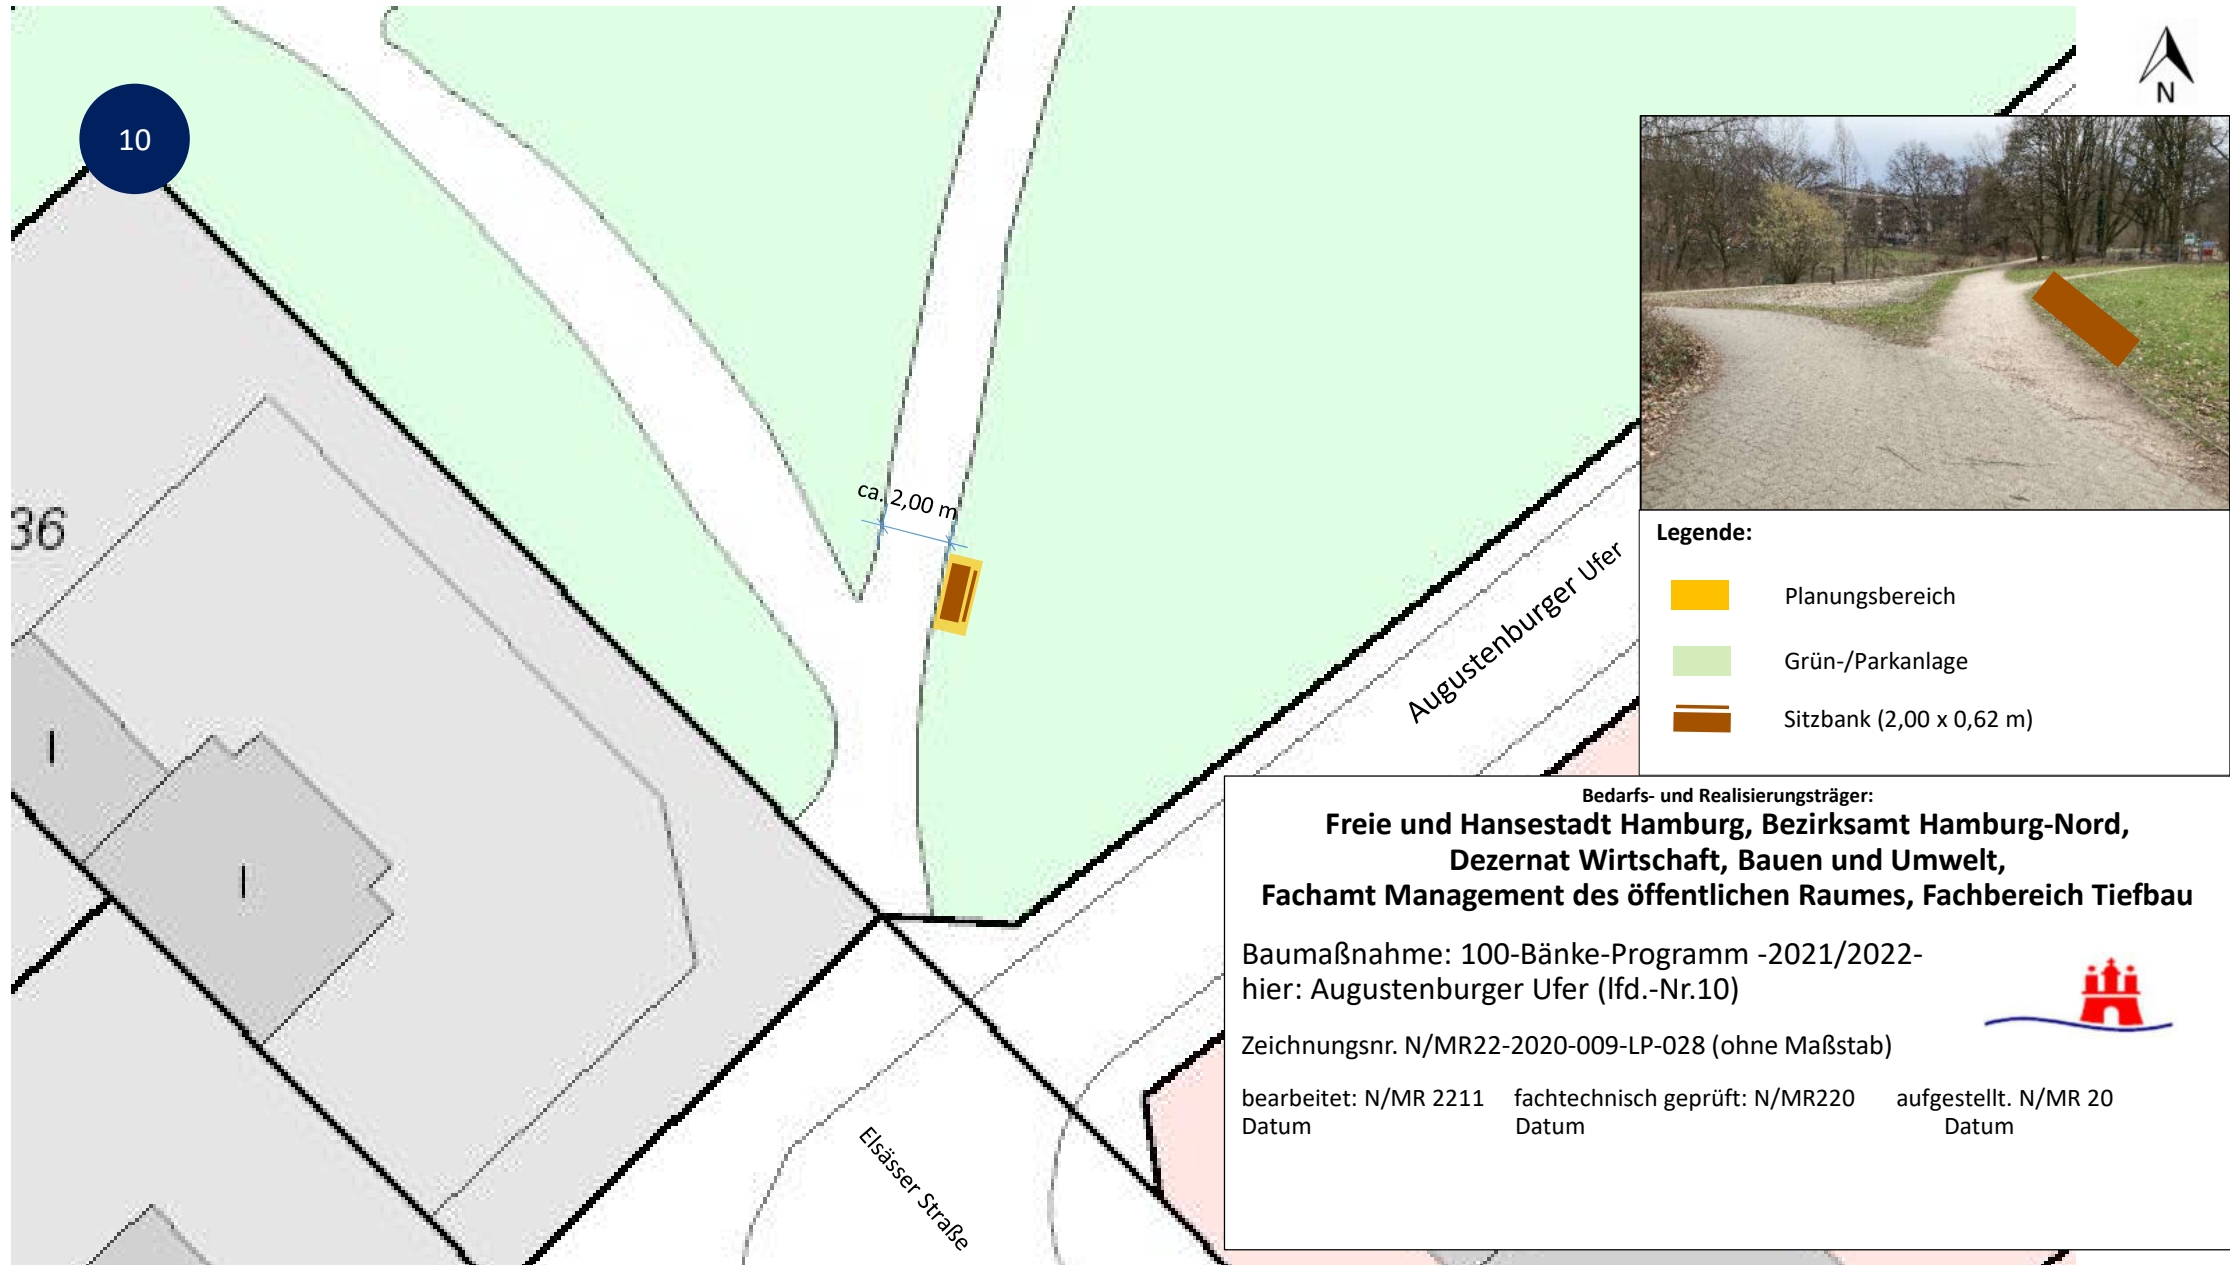 10
N
36
ca. 2,00 m
I
I
Augustenburger Ufer
Elsässer Straße
Legende:
Planungsbereich
Grün-/Parkanlage
Sitzbank (2,00 x 0,62 m)
Bedarfs- und Realisierungsträger:
Freie und Hansestadt Hamburg, Bezirksamt Hamburg-Nord,
Dezernat Wirtschaft, Bauen und Umwelt,
Fachamt Management des öffentlichen Raumes, Fachbereich Tiefbau
Baumaßnahme: 100-Bänke-Programm -2021/2022-
hier: Augustenburger Ufer (lfd.-Nr.10)
Zeichnungsnr. N/MR22-2020-009-LP-028 (ohne Maßstab)
bearbeitet: N/MR 2211 fachtechnisch geprüft: N/MR220 aufgestellt. N/MR 20
Datum Datum Datum